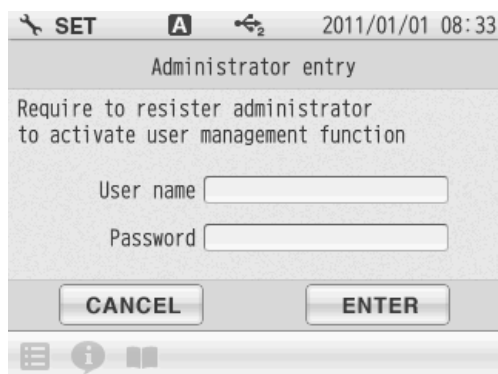 SET A 2 2011/01/01 08:33
Administrator entry
Require to resister administrator
to activate user management function
User name
Password
CANCEL ENTER